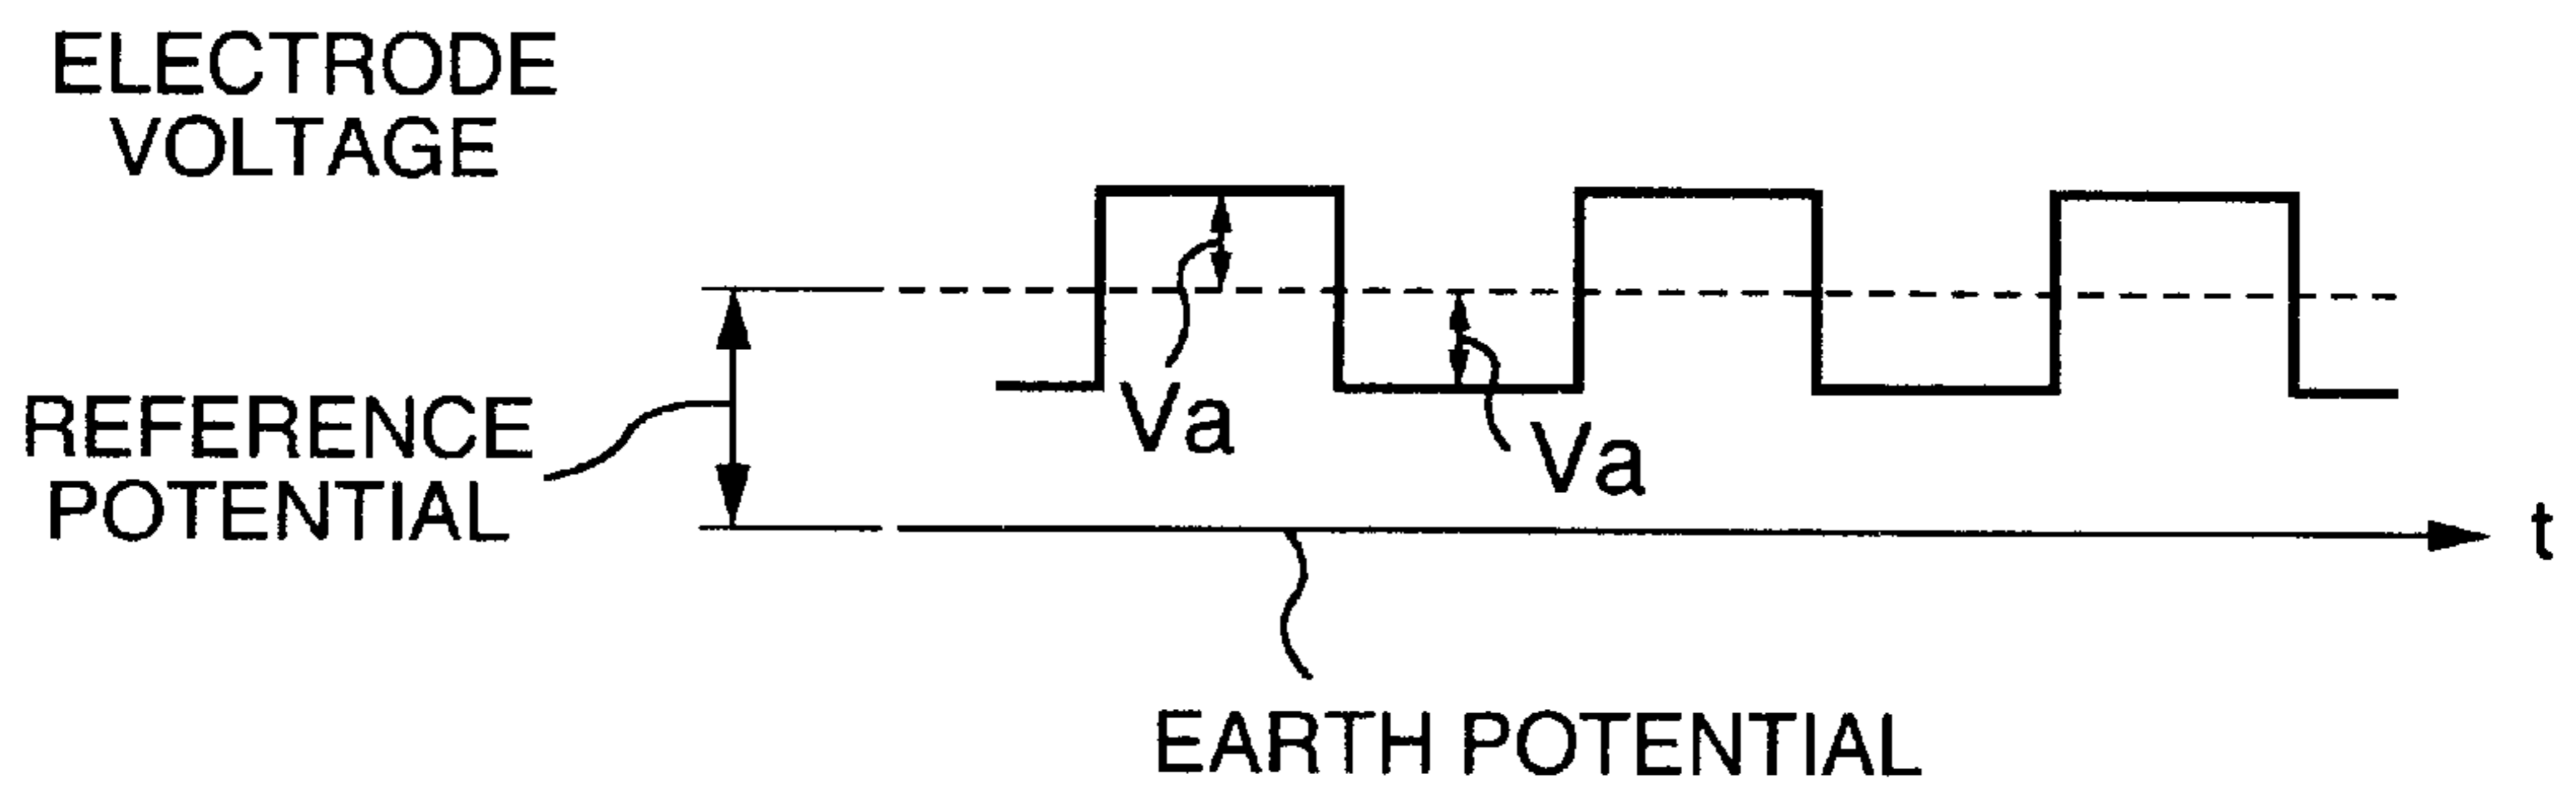 ELECTRODE
VOLTAGE
REFERENCE
POTENTIAL
Va
Va
t
EARTH POTENTIAL